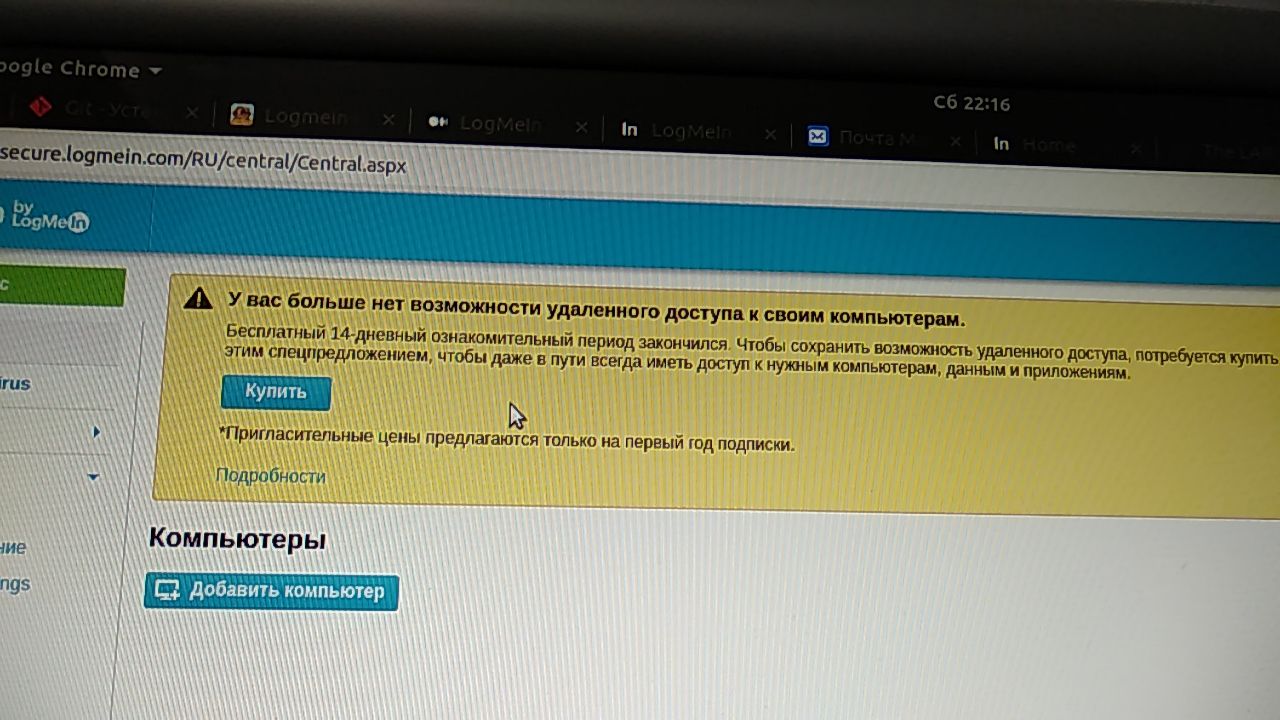 oogle Chrome
Сб 22:16
Git - Уста
Logmein
LogMeIn
In LogMeIn
Почта М
In Home
secure.logmein.com/RU/central/Central.aspx
by
LogMeIn
с
У вас больше нет возможности удаленного доступа к своим компьютерам.
Бесплатный 14-дневный ознакомительный период закончился. Чтобы сохранить возможность удаленного доступа, потребуется купить
этим спецпредложением, чтобы даже в пути всегда иметь доступ к нужным компьютерам, данным и приложениям.
irus
Купить
*Пригласительные цены предлагаются только на первый год подписки.
Подробности
Компьютеры
ние
ngs
Добавить компьютер